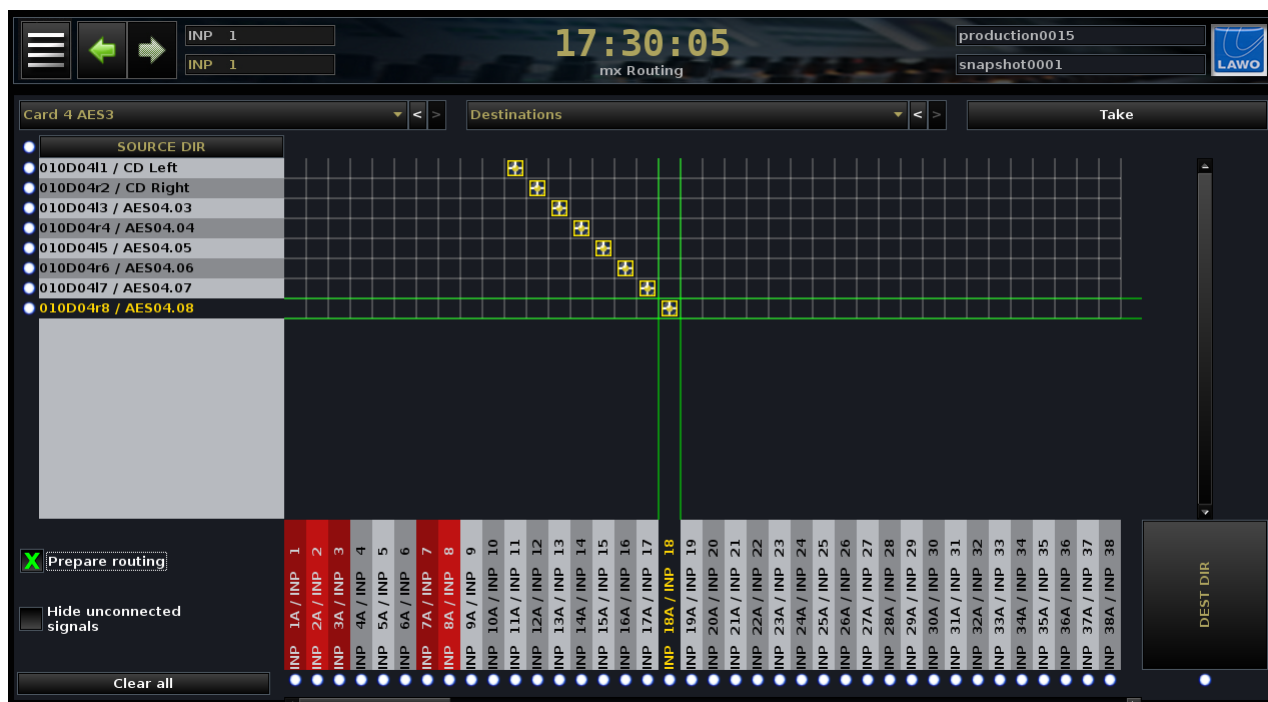 INP 1
INP 1
17:30:05
mx Routing
production0015
snapshot0001
LAWO
Card 4 AES3
< >
Destinations
< >
Take
SOURCE DIR
010D04l1 / CD Left
010D04r2 / CD Right
010D04l3 / AES04.03
010D04r4 / AES04.04
010D04l5 / AES04.05
010D04r6 / AES04.06
010D04l7 / AES04.07
010D04r8 / AES04.08
X Prepare routing
Hide unconnected
signals
Clear all
INP 1A / INP 1
INP 2A / INP 2
INP 3A / INP 3
INP 4A / INP 4
INP 5A / INP 5
INP 6A / INP 6
INP 7A / INP 7
INP 8A / INP 8
INP 9A / INP 9
INP 10A / INP 10
INP 11A / INP 11
INP 12A / INP 12
INP 13A / INP 13
INP 14A / INP 14
INP 15A / INP 15
INP 16A / INP 16
INP 17A / INP 17
INP 18A / INP 18
INP 19A / INP 19
INP 20A / INP 20
INP 21A / INP 21
INP 22A / INP 22
INP 23A / INP 23
INP 24A / INP 24
INP 25A / INP 25
INP 26A / INP 26
INP 27A / INP 27
INP 28A / INP 28
INP 29A / INP 29
INP 30A / INP 30
INP 31A / INP 31
INP 32A / INP 32
INP 33A / INP 33
INP 34A / INP 34
INP 35A / INP 35
INP 36A / INP 36
INP 37A / INP 37
INP 38A / INP 38
DEST DIR